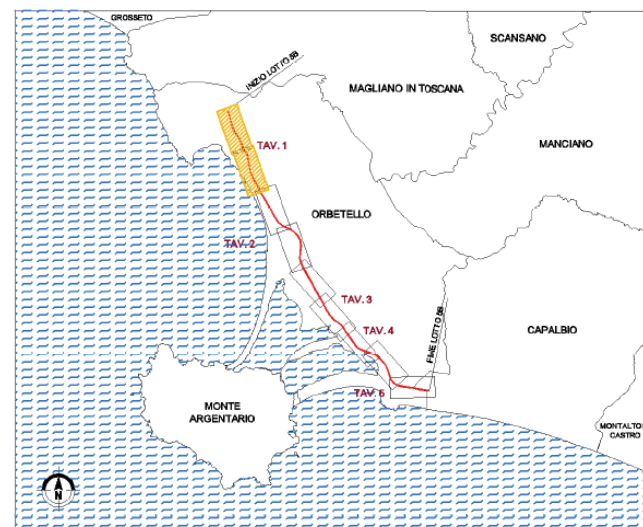 GROSSETO
SCANSANO
INIZIO LOTTO 5B
MAGLIANO IN TOSCANA
MANCIANO
TAV. 1
ORBETELLO
TAV. 2
TAV. 3
TAV. 4
FINE LOTTO 5B
CAPALBIO
TAV. 5
MONTE
ARGENTARIO
MONTALTO
CASTRO
N